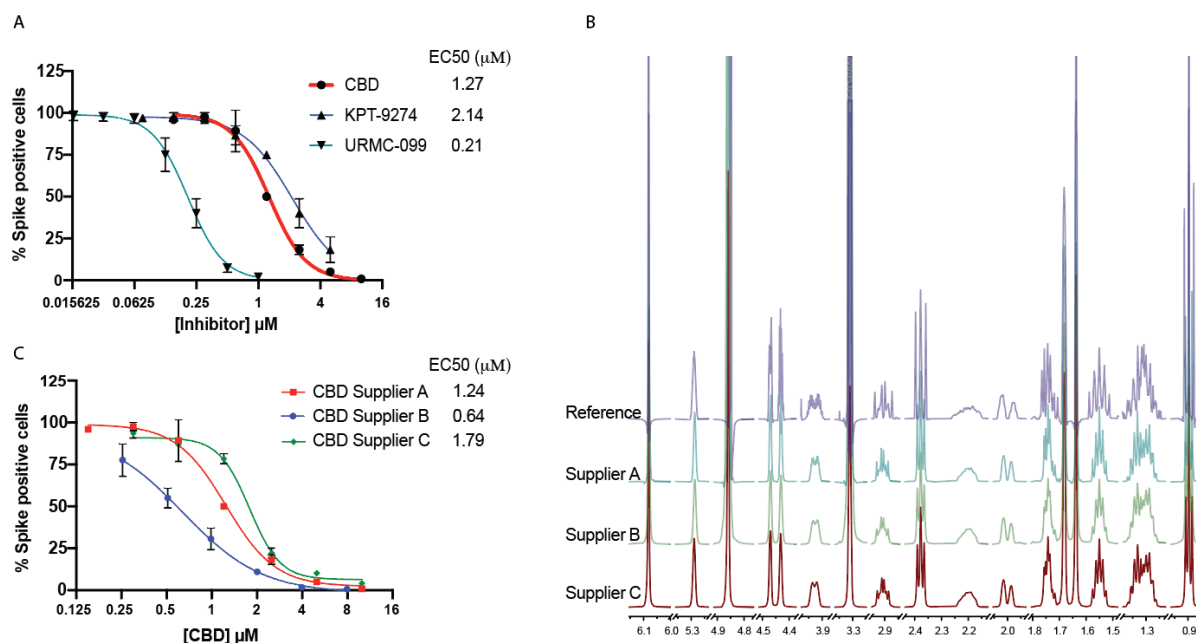 A
EC50 (µM)
CBD 1.27
KPT-9274 2.14
URMC-099 0.21
125
100
75
50
25
0
% Spike positive cells
0.015625 0.0625 0.25 1 4 16
[Inhibitor] µM
B
Reference
Supplier A
Supplier B
Supplier C
6.1 6.0 5.3 4.9 4.8 4.5 4.4 3.9 3.3 2.9 2.4 2.3 2.2 2.0 1.8 1.7 1.6 1.5 1.3 0.9
C
EC50 (µM)
CBD Supplier A 1.24
CBD Supplier B 0.64
CBD Supplier C 1.79
125
100
75
50
25
0
% Spike positive cells
0.125 0.25 0.5 1 2 4 8 16
[CBD] µM